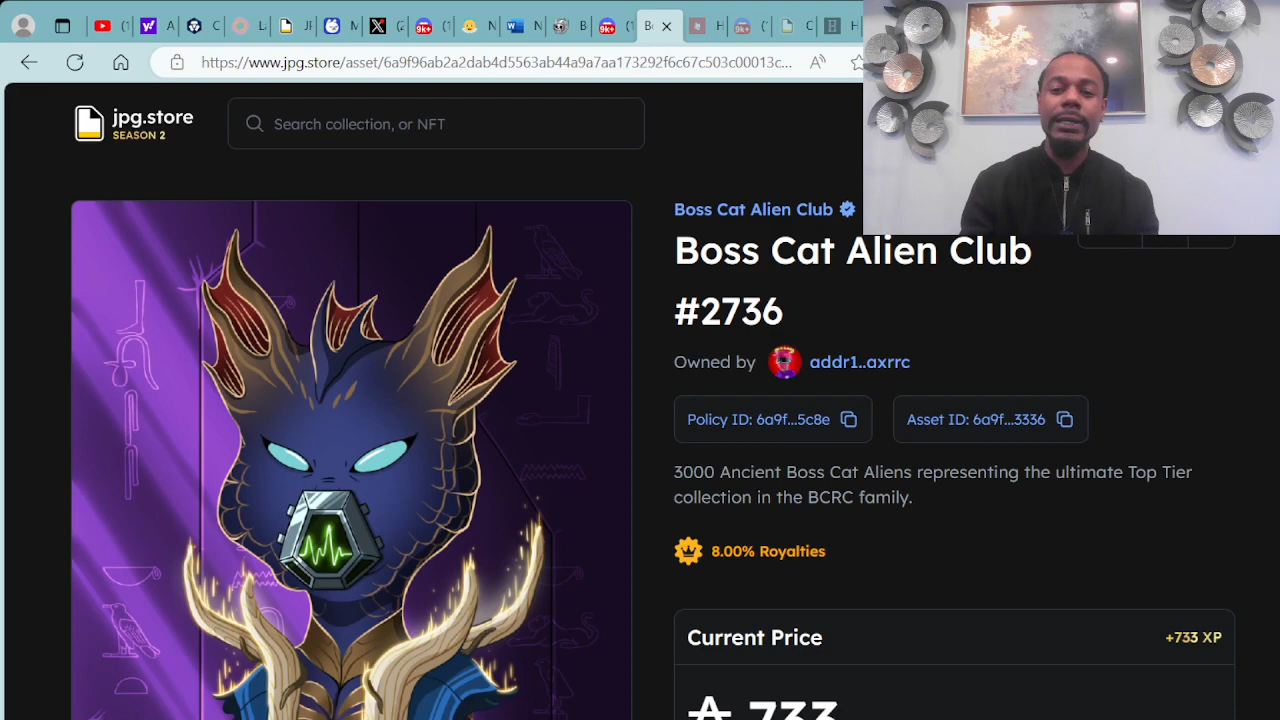 9k+
9k+
9k+
https://www.jpg.store/asset/6a9f96ab2a2dab4d5563ab44a9a7aa173292f6c67c503c00013c...
jpg.store
SEASON 2
Search collection, or NFT
Boss Cat Alien Club
Boss Cat Alien Club
#2736
Owned by addr1..axrrc
Policy ID: 6a9f...5c8e
Asset ID: 6a9f...3336
3000 Ancient Boss Cat Aliens representing the ultimate Top Tier
collection in the BCRC family.
8.00% Royalties
Current Price
+733 XP
₳ 733